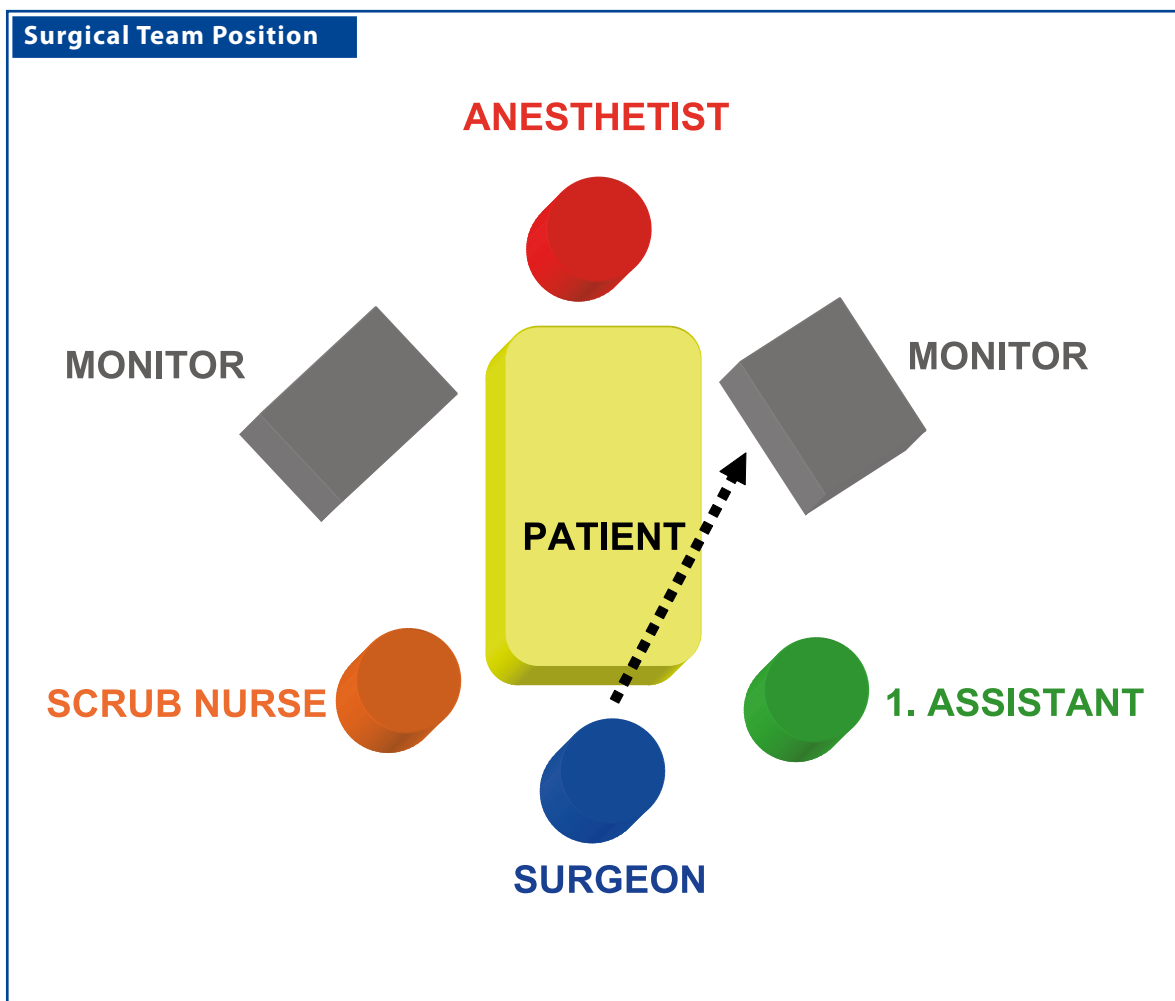 Surgical Team Position
ANESTHETIST
MONITOR
MONITOR
PATIENT
SCRUB NURSE
1. ASSISTANT
SURGEON